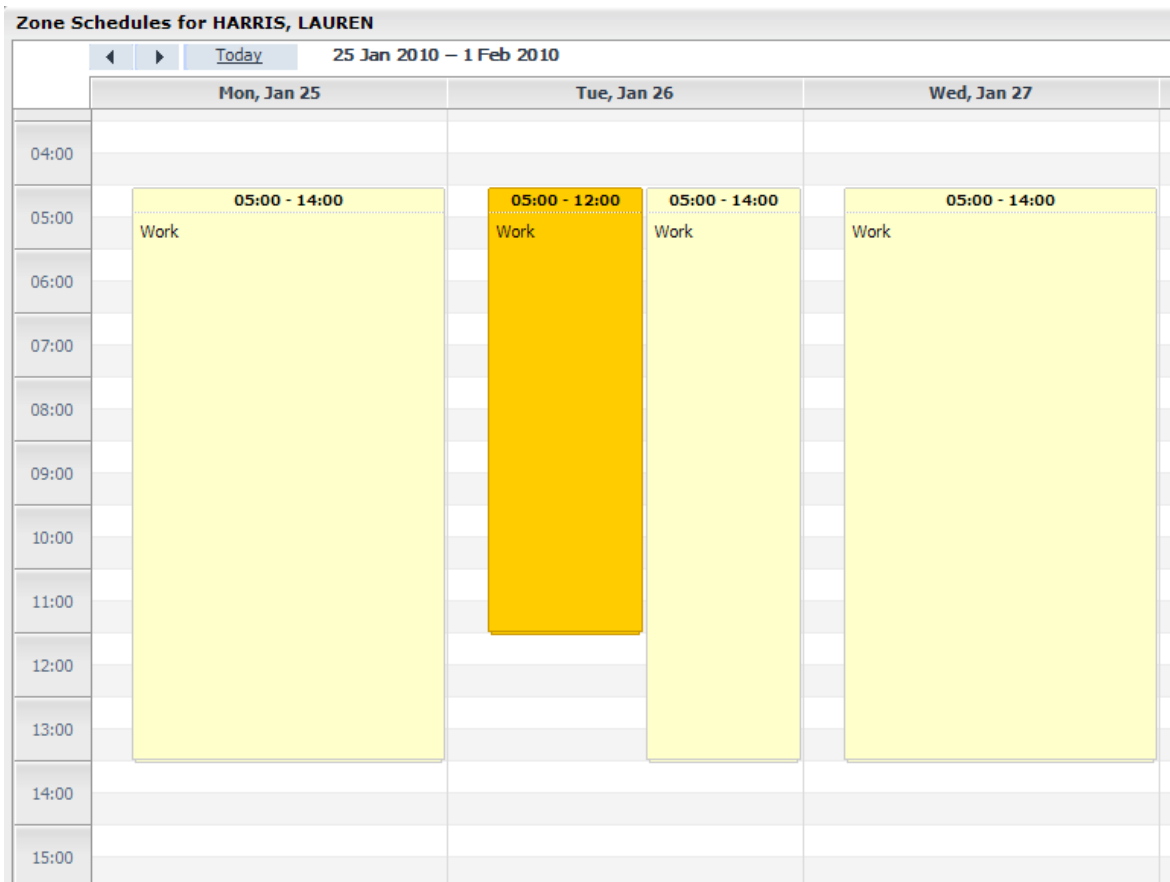 Zone Schedules for HARRIS, LAUREN
Today 25 Jan 2010 – 1 Feb 2010
Mon, Jan 25 Tue, Jan 26 Wed, Jan 27
04:00
05:00 - 14:00 05:00 - 12:00 05:00 - 14:00 05:00 - 14:00
05:00
Work Work Work Work
06:00
07:00
08:00
09:00
10:00
11:00
12:00
13:00
14:00
15:00